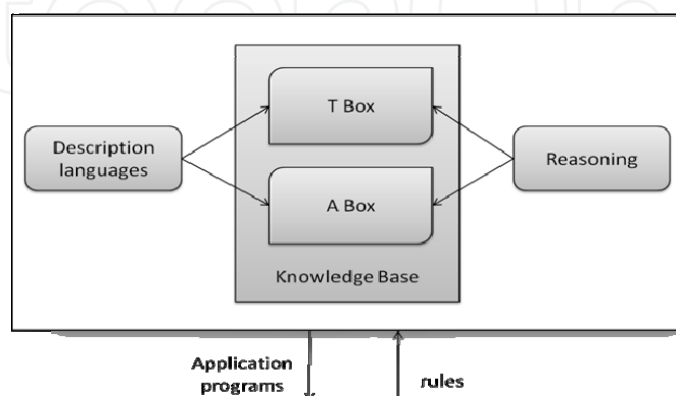 T Box
Description
languages
Reasoning
A Box
Knowledge Base
Application
programs
rules